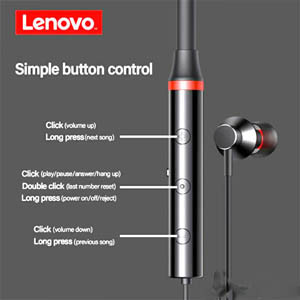 Lenovo.
Simple button control
Click (volume up)
Long press (next song)
Click (play/pause/answer/hang up)
Double click (last number reset)
Long press (power on/off/reject)
Click (volume down)
Long press (previous song)